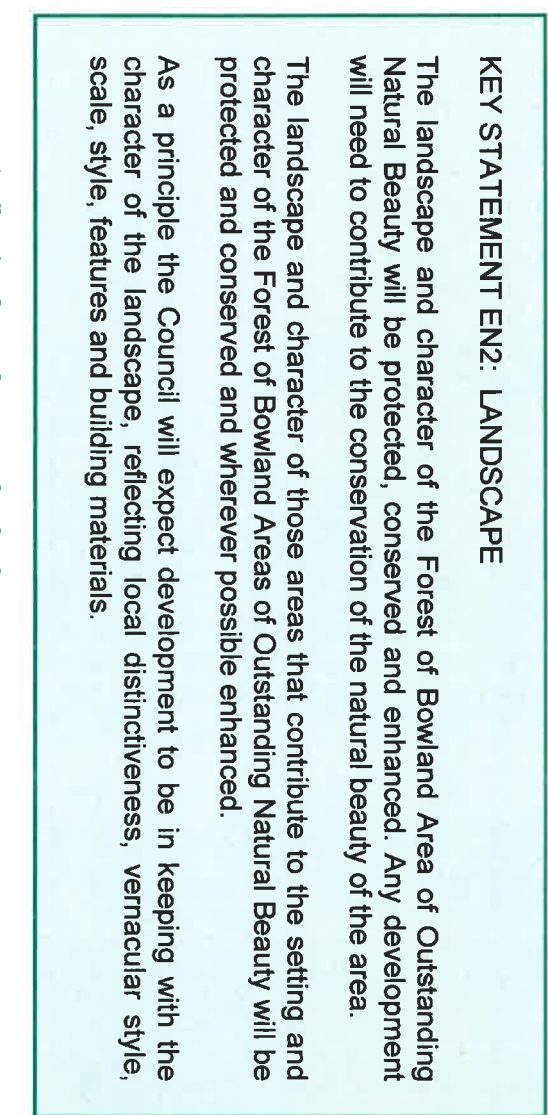 KEY STATEMENT EN2: LANDSCAPE
The landscape and character of the Forest of Bowland Area of Outstanding
Natural Beauty will be protected, conserved and enhanced. Any development
will need to contribute to the conservation of the natural beauty of the area.
The landscape and character of those areas that contribute to the setting and
character of the Forest of Bowland Areas of Outstanding Natural Beauty will be
protected and conserved and wherever possible enhanced.
As a principle the Council will expect development to be in keeping with the
character of the landscape, reflecting local distinctiveness, vernacular style,
scale, style, features and building materials.